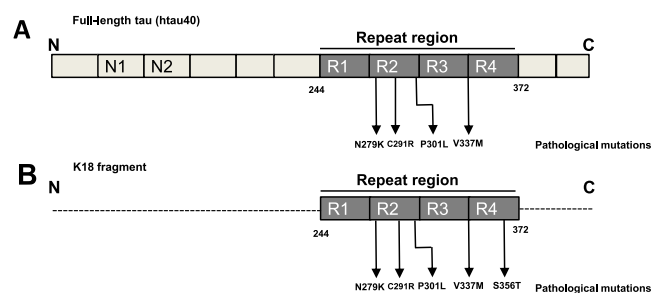 A
Full-length tau (htau40)
N
Repeat region
C
N1 N2 R1 R2 R3 R4
244 372
N279K C291R P301L V337M
Pathological mutations
B
K18 fragment
N
Repeat region
C
R1 R2 R3 R4
244 372
N279K C291R P301L V337M S356T
Pathological mutations